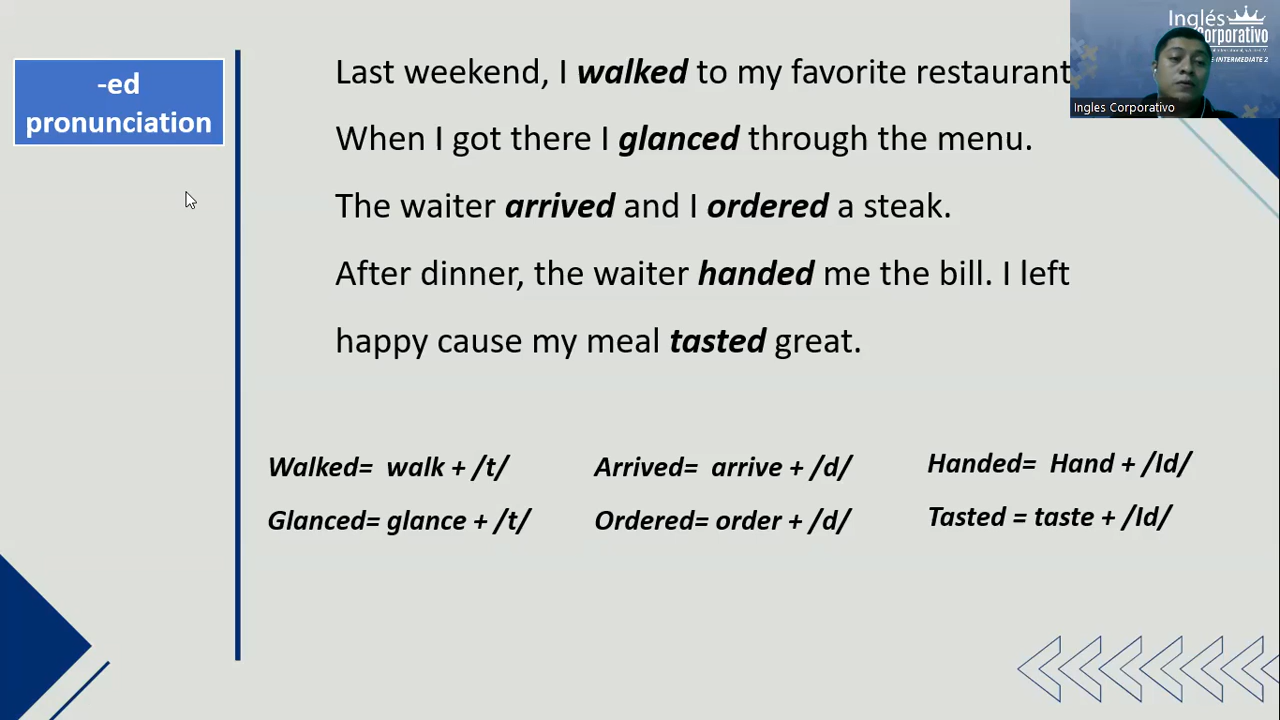 -ed
pronunciation
Last weekend, I walked to my favorite restaurant
When I got there I glanced through the menu.
The waiter arrived and I ordered a steak.
After dinner, the waiter handed me the bill. I left
happy cause my meal tasted great.
Walked= walk + /t/
Glanced= glance + /t/
Arrived= arrive + /d/
Ordered= order + /d/
Handed= Hand + /Id/
Tasted = taste + /Id/
Inglés
Corporativo
INTERMEDIATE 2
Ingles Corporativo